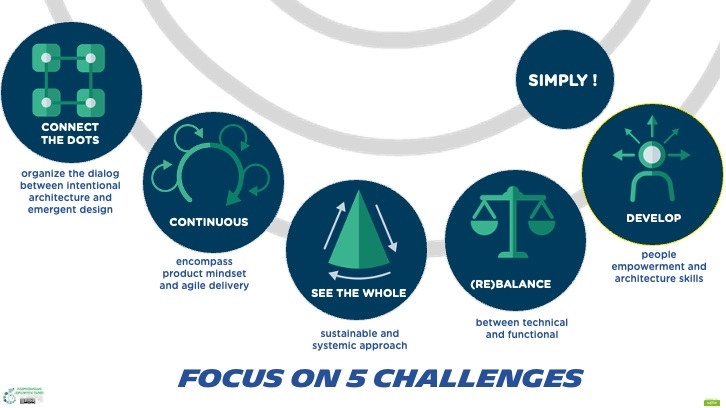 CONNECT
THE DOTS
organize the dialog
between intentional
architecture and
emergent design
CONTINUOUS
encompass
product mindset
and agile delivery
SEE THE WHOLE
sustainable and
systemic approach
(RE)BALANCE
between technical
and functional
SIMPLY !
DEVELOP
people
empowerment and
architecture skills
FOCUS ON 5 CHALLENGES